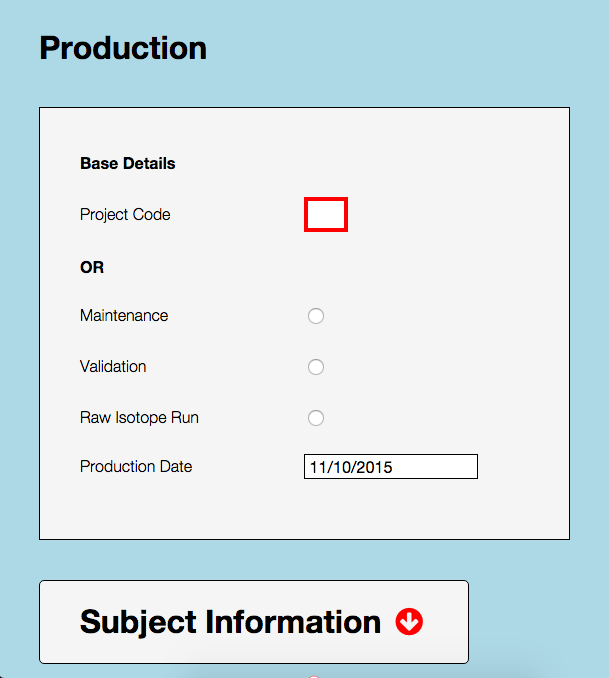 Production
Base Details
Project Code
OR
Maintenance
Validation
Raw Isotope Run
Production Date 11/10/2015
Subject Information